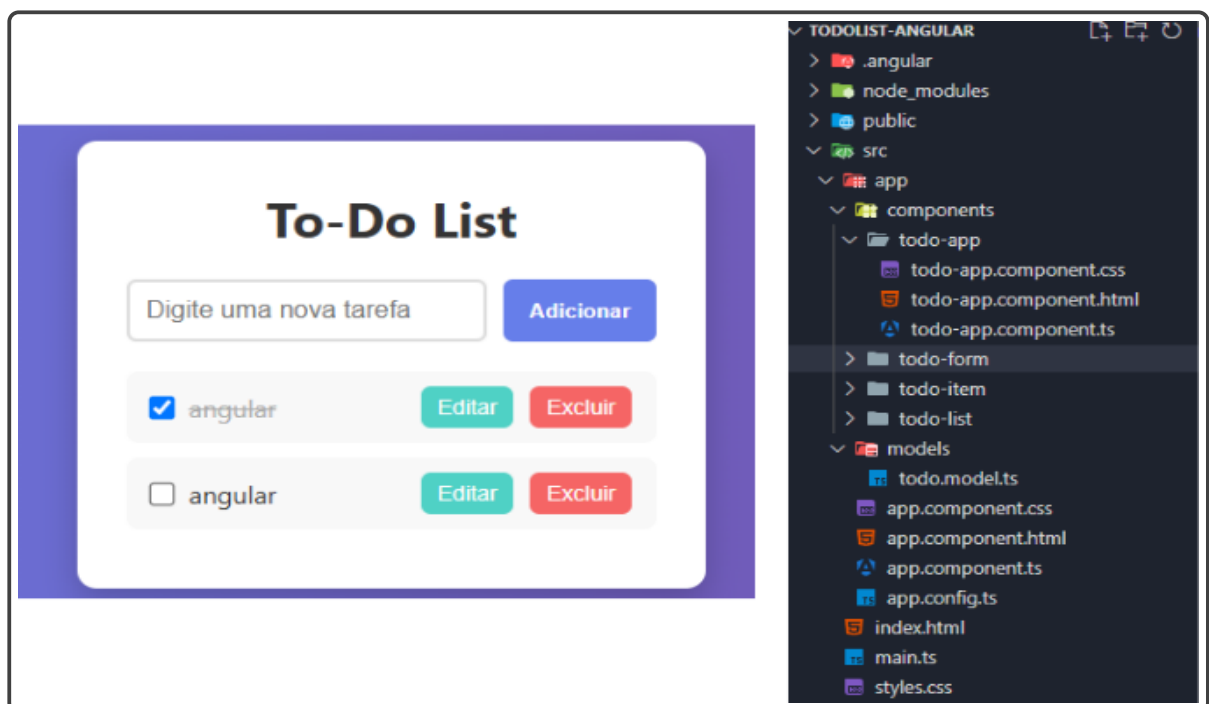 To-Do List
Digite uma nova tarefa
Adicionar
angular
Editar
Excluir
angular
Editar
Excluir
TODOLIST-ANGULAR
.angular
node_modules
public
src
app
components
todo-app
todo-app.component.css
todo-app.component.html
todo-app.component.ts
todo-form
todo-item
todo-list
models
todo.model.ts
app.component.css
app.component.html
app.component.ts
app.config.ts
index.html
main.ts
styles.css